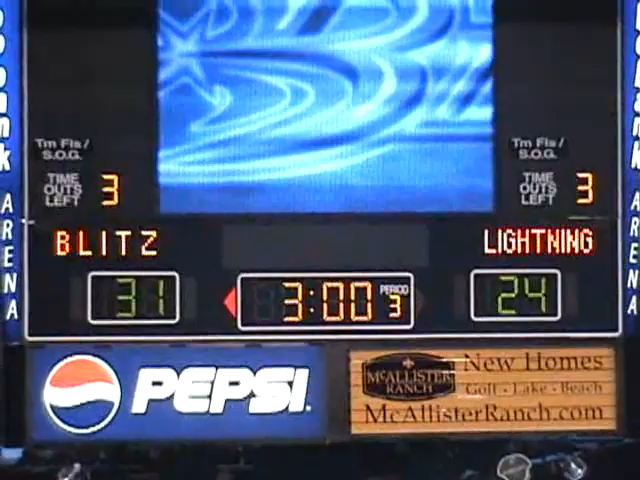 Tm Fls /
S.O.G.
TIME
OUTS
LEFT
3
Tm Fls /
S.O.G.
TIME
OUTS
LEFT
3
BLITZ
LIGHTNING
31
3:00
PERIOD
3
24
ARENA
ARENA
PEPSI
McALLISTER
RANCH
New Homes
Golf • Lake • Beach
McAllisterRanch.com